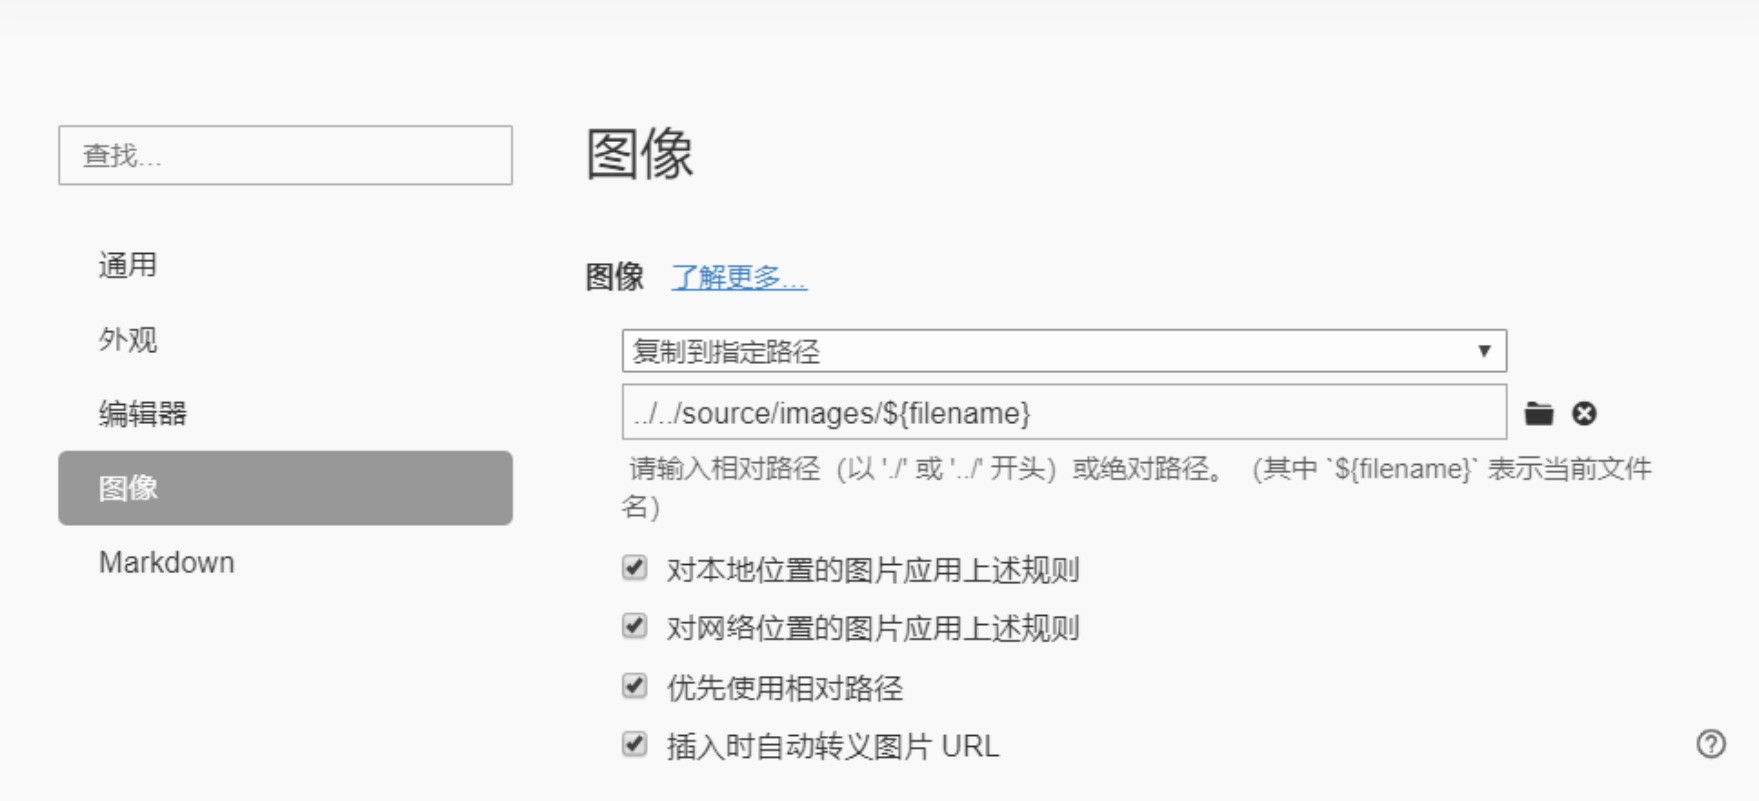 查找...
通用
外观
编辑器
图像
Markdown
图像
图像 了解更多...
复制到指定路径
../../source/images/${filename}
请输入相对路径（以 './' 或 '../' 开头）或绝对路径。（其中 `${filename}` 表示当前文件
名）
对本地位置的图片应用上述规则
对网络位置的图片应用上述规则
优先使用相对路径
插入时自动转义图片 URL